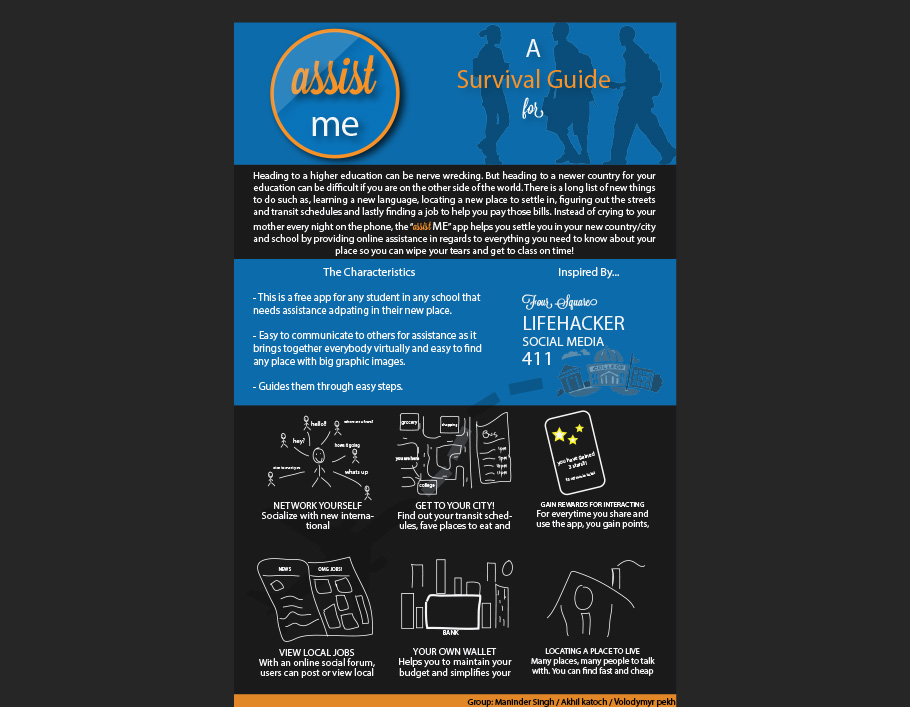 assist
me
A
Survival Guide
for
Heading to a higher education can be nerve wrecking. But heading to a newer country for your
education can be difficult if you are on the other side of the world. There is a long list of new things
to do such as, learning a new language, locating a new place to settle in, figuring out the streets
and transit schedules and lastly finding a job to help you pay those bills. Instead of crying to your
mother every night on the phone, the "assist ME" app helps you settle you in your new country/city
and school by providing online assistance in regards to everything you need to know about your
place so you can wipe your tears and get to class on time!
The Characteristics
- This is a free app for any student in any school that
needs assistance adpating in their new place.
- Easy to communicate to others for assistance as it
brings together everybody virtually and easy to find
any place with big graphic images.
- Guides them through easy steps.
Inspired By...
Four Square
LIFEHACKER
SOCIAL MEDIA
411
COLLEGE
hello!!
hey?
hows it going
whats up
grocery
shopping
you are here
college
Bus
you have gained
3 stars!!
NETWORK YOURSELF
Socialize with new interna-
tional
GET TO YOUR CITY!
Find out your transit sched-
ules, fave places to eat and
GAIN REWARDS FOR INTERACTING
For everytime you share and
use the app, you gain points,
NEWS
OMG JOBS!
BANK
VIEW LOCAL JOBS
With an online social forum,
users can post or view local
YOUR OWN WALLET
Helps you to maintain your
budget and simplifies your
LOCATING A PLACE TO LIVE
Many places, many people to talk
with. You can find fast and cheap
Group: Maninder Singh / Akhil katoch / Volodymyr pekh